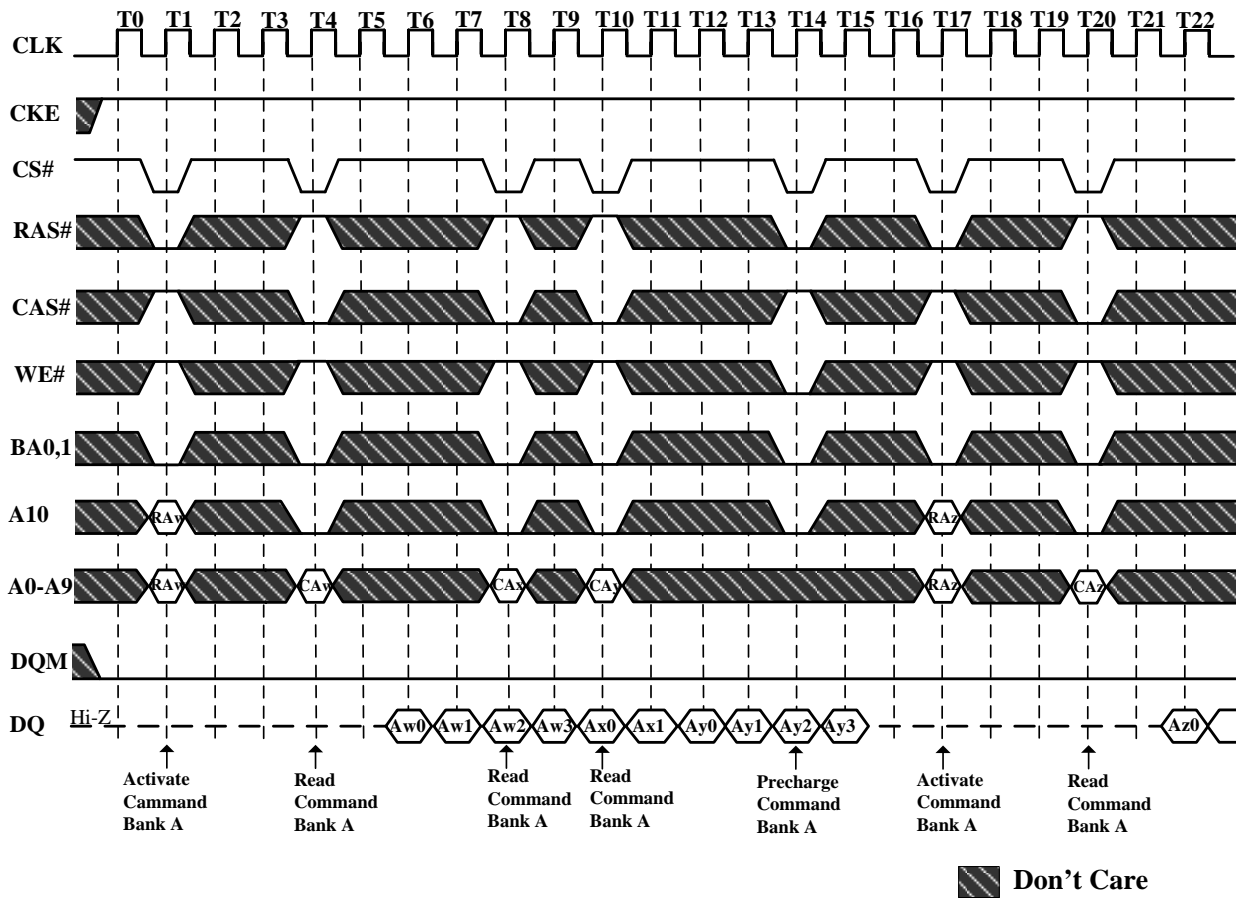 T0 T1 T2 T3 T4 T5 T6 T7 T8 T9 T10 T11 T12 T13 T14 T15 T16 T17 T18 T19 T20 T21 T22
CLK
CKE
CS#
RAS#
CAS#
WE#
BA0,1
A10 RAw RAz
A0-A9 RAw CAw CAx CAy RAz CAz
DQM
DQ Hi-Z Aw0 Aw1 Aw2 Aw3 Ax0 Ax1 Ay0 Ay1 Ay2 Ay3 Az0
Activate
Cammand
Bank A
Read
Command
Bank A
Read
Command
Bank A
Read
Command
Bank A
Precharge
Command
Bank A
Activate
Command
Bank A
Read
Command
Bank A
Don't Care